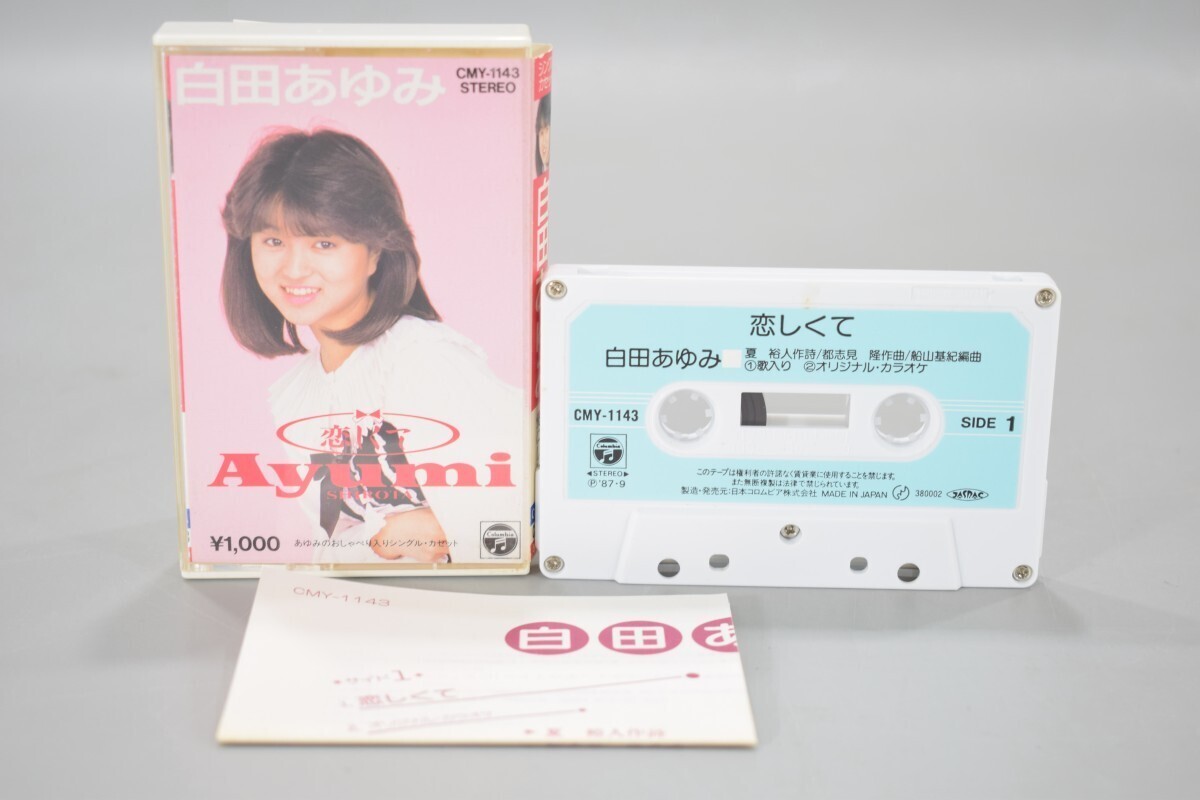 白田あゆみ
CMY-1143
STEREO
恋しくて
Ayumi
SHIROTA
¥1,000
あゆみのおしゃべり入りシングル・カセット
Columbia
恋しくて
白田あゆみ
夏 裕人作詩/都志見 隆作曲/船山基紀編曲
①歌入り ②オリジナル・カラオケ
CMY-1143
SIDE 1
Columbia
◀STEREO▶
Ⓟ'87・9
このテープは権利者の許諾なく賃貸業に使用することを禁じます。
また無断複製は法律で禁じられています。
製造・発売元:日本コロムビア株式会社 MADE IN JAPAN
380002
JASRAC
CMY-1143
白田あ
サイド1
1 恋しくて
夏 裕人作詩